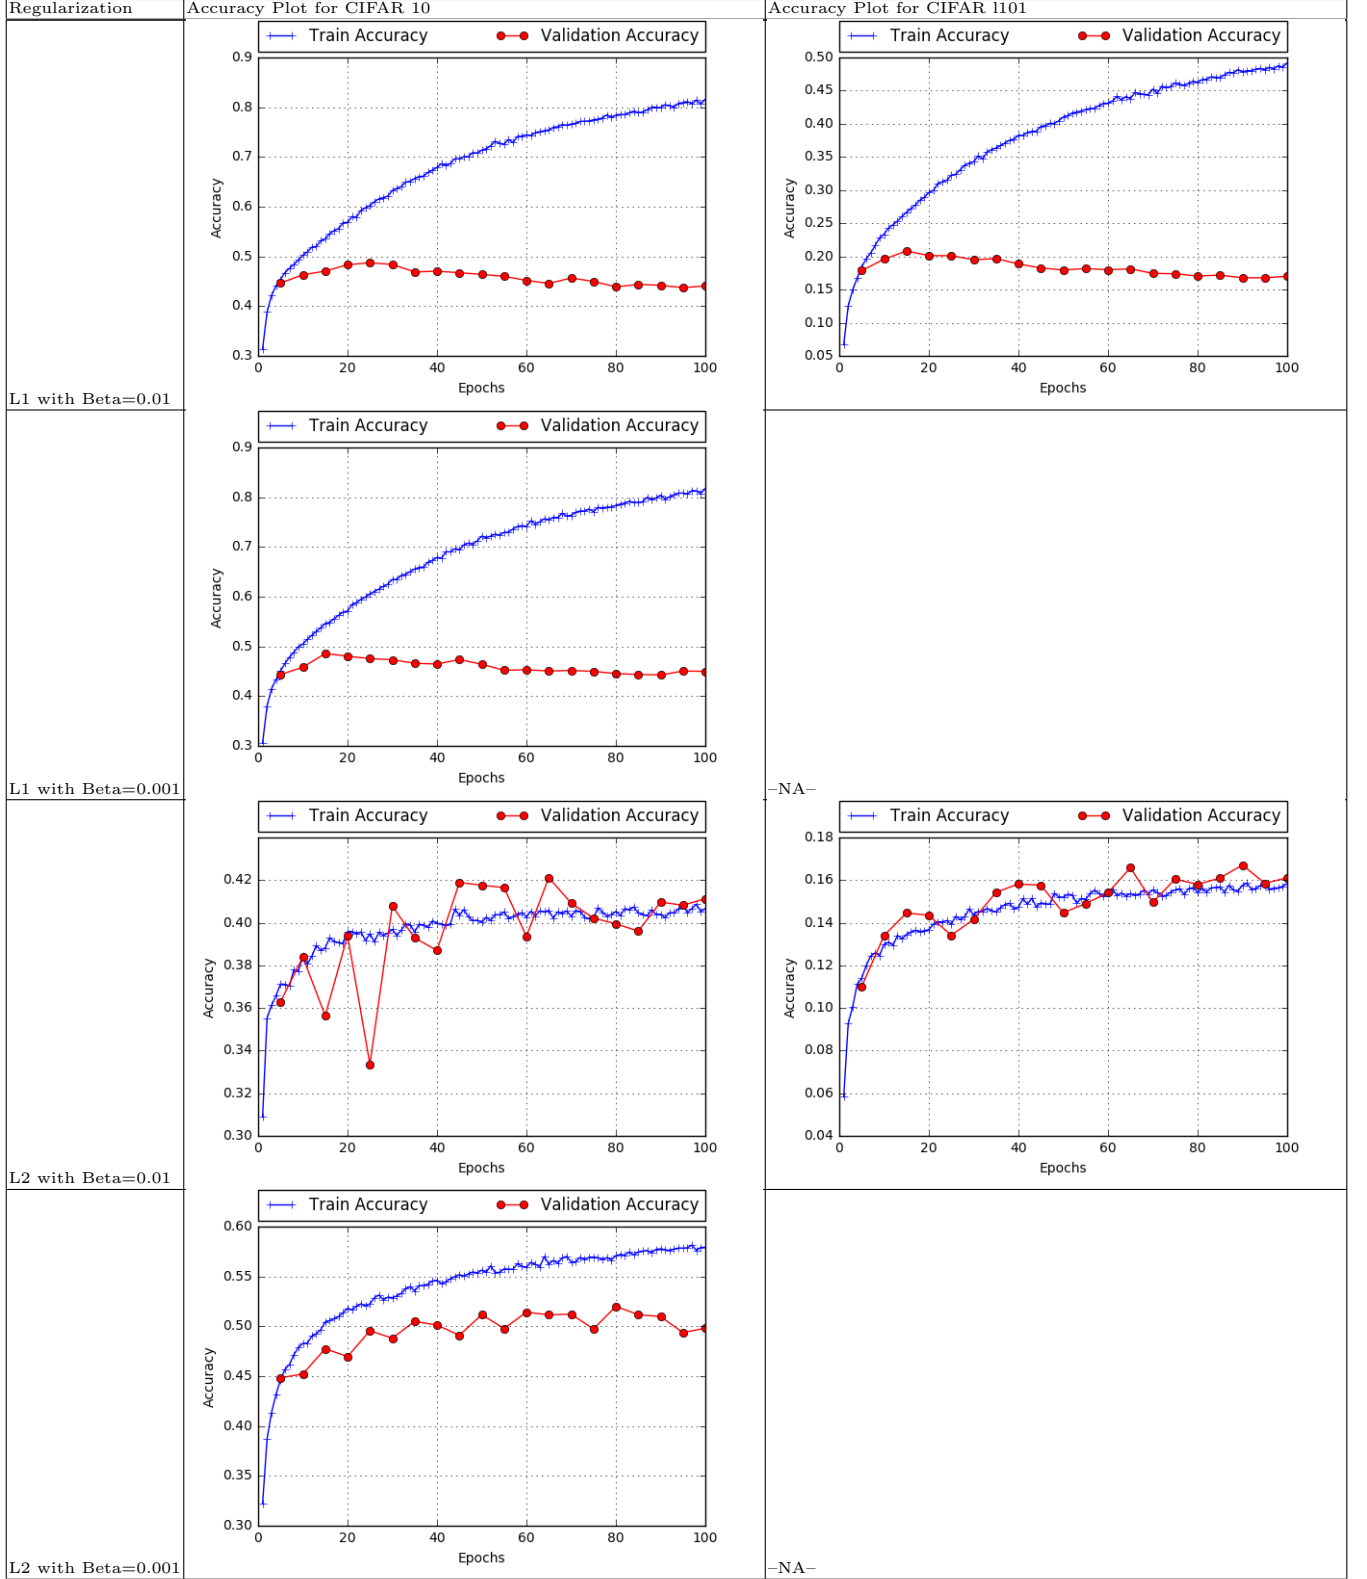 Regularization Accuracy Plot for CIFAR 10 Accuracy Plot for CIFAR l101
Train Accuracy Validation Accuracy
0.9
0.8
0.7
0.6
0.5
0.4
0.3
Accuracy
0 20 40 60 80 100
Epochs
Train Accuracy Validation Accuracy
0.50
0.45
0.40
0.35
0.30
0.25
0.20
0.15
0.10
0.05
Accuracy
0 20 40 60 80 100
Epochs
L1 with Beta=0.01
Train Accuracy Validation Accuracy
0.9
0.8
0.7
0.6
0.5
0.4
0.3
Accuracy
0 20 40 60 80 100
Epochs
L1 with Beta=0.001
–NA–
Train Accuracy Validation Accuracy
0.42
0.40
0.38
0.36
0.34
0.32
0.30
Accuracy
0 20 40 60 80 100
Epochs
Train Accuracy Validation Accuracy
0.18
0.16
0.14
0.12
0.10
0.08
0.06
0.04
Accuracy
0 20 40 60 80 100
Epochs
L2 with Beta=0.01
Train Accuracy Validation Accuracy
0.60
0.55
0.50
0.45
0.40
0.35
0.30
Accuracy
0 20 40 60 80 100
Epochs
L2 with Beta=0.001
–NA–